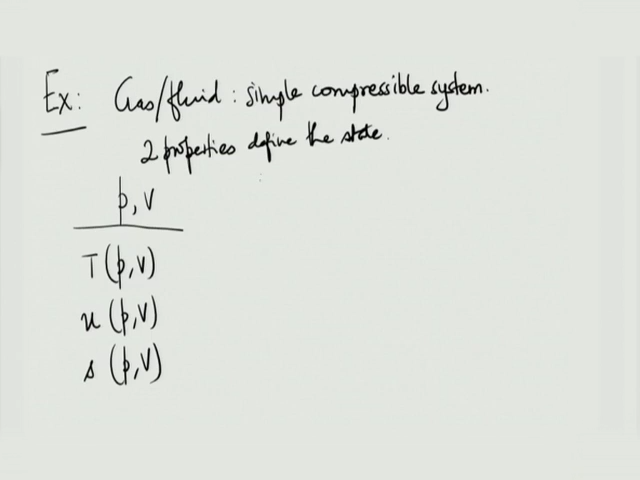 Ex: Gas/fluid : simple compressible system.
2 properties define the state.
p, V
T (p,V)
u (p,V)
s (p,V)